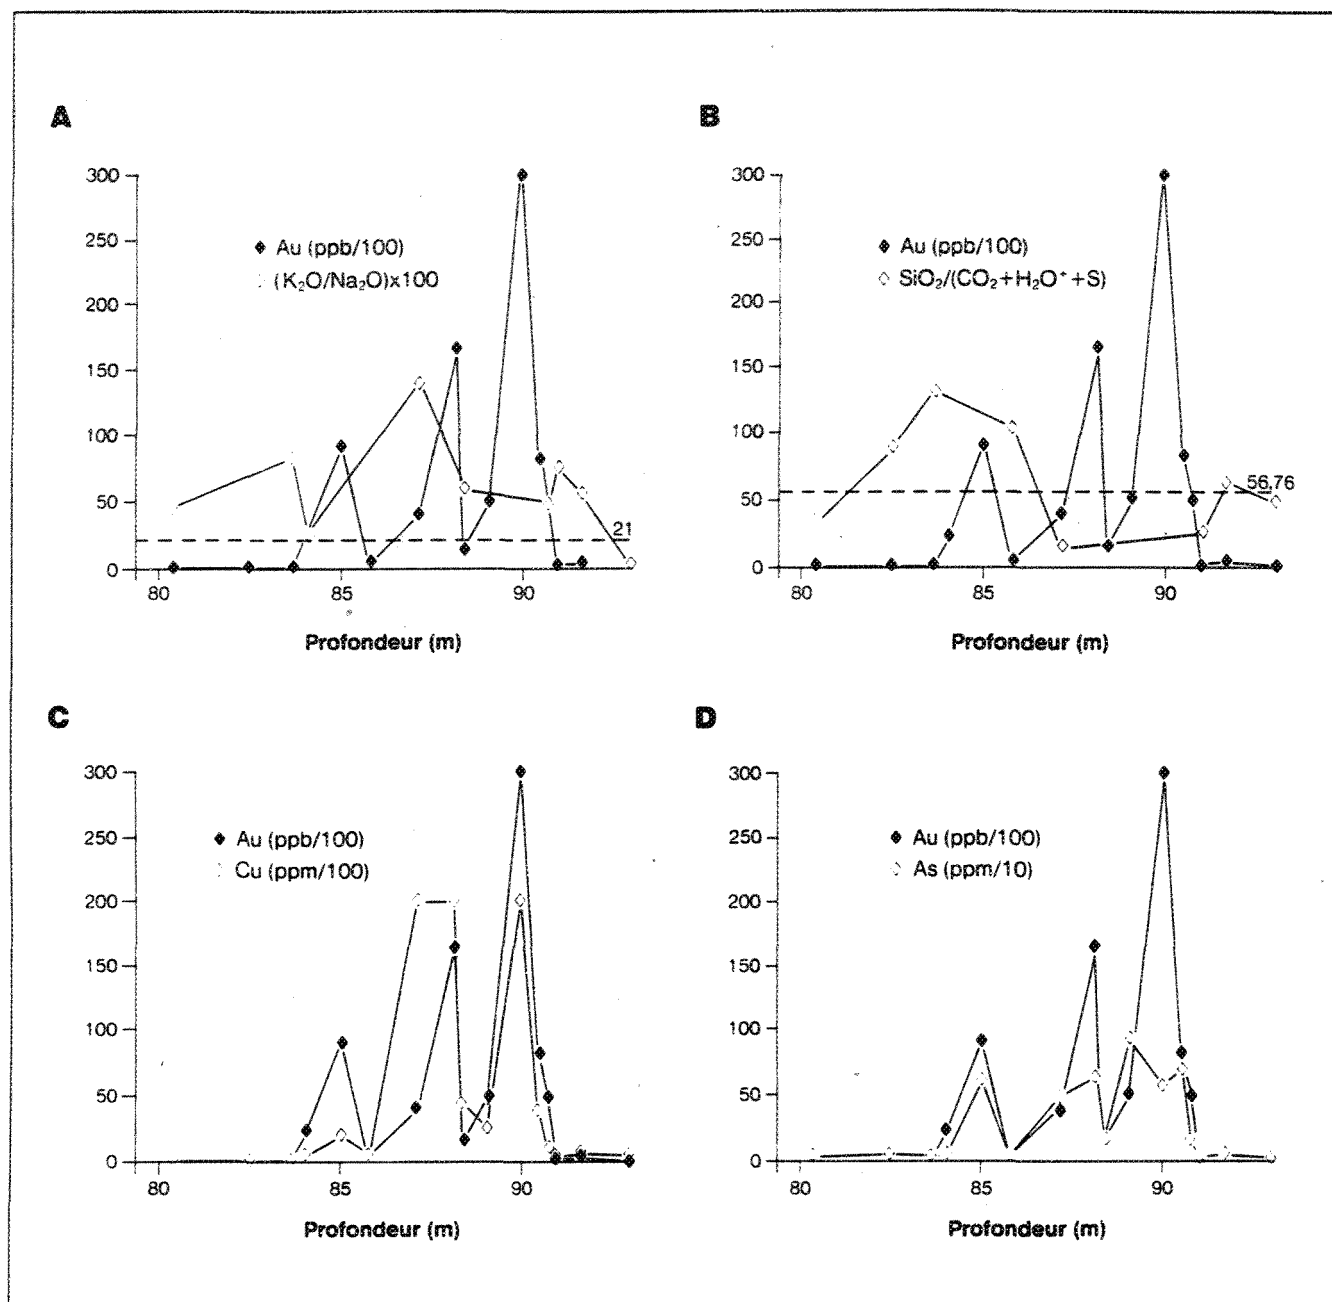 A
300
250
200
150
100
50
0
Au (ppb/100)
(K₂O/Na₂O)x100
21
80 85 90
Profondeur (m)
B
300
250
200
150
100
50
0
Au (ppb/100)
SiO₂/(CO₂+H₂O⁺+S)
56,76
80 85 90
Profondeur (m)
C
300
250
200
150
100
50
0
Au (ppb/100)
Cu (ppm/100)
80 85 90
Profondeur (m)
D
300
250
200
150
100
50
0
Au (ppb/100)
As (ppm/10)
80 85 90
Profondeur (m)